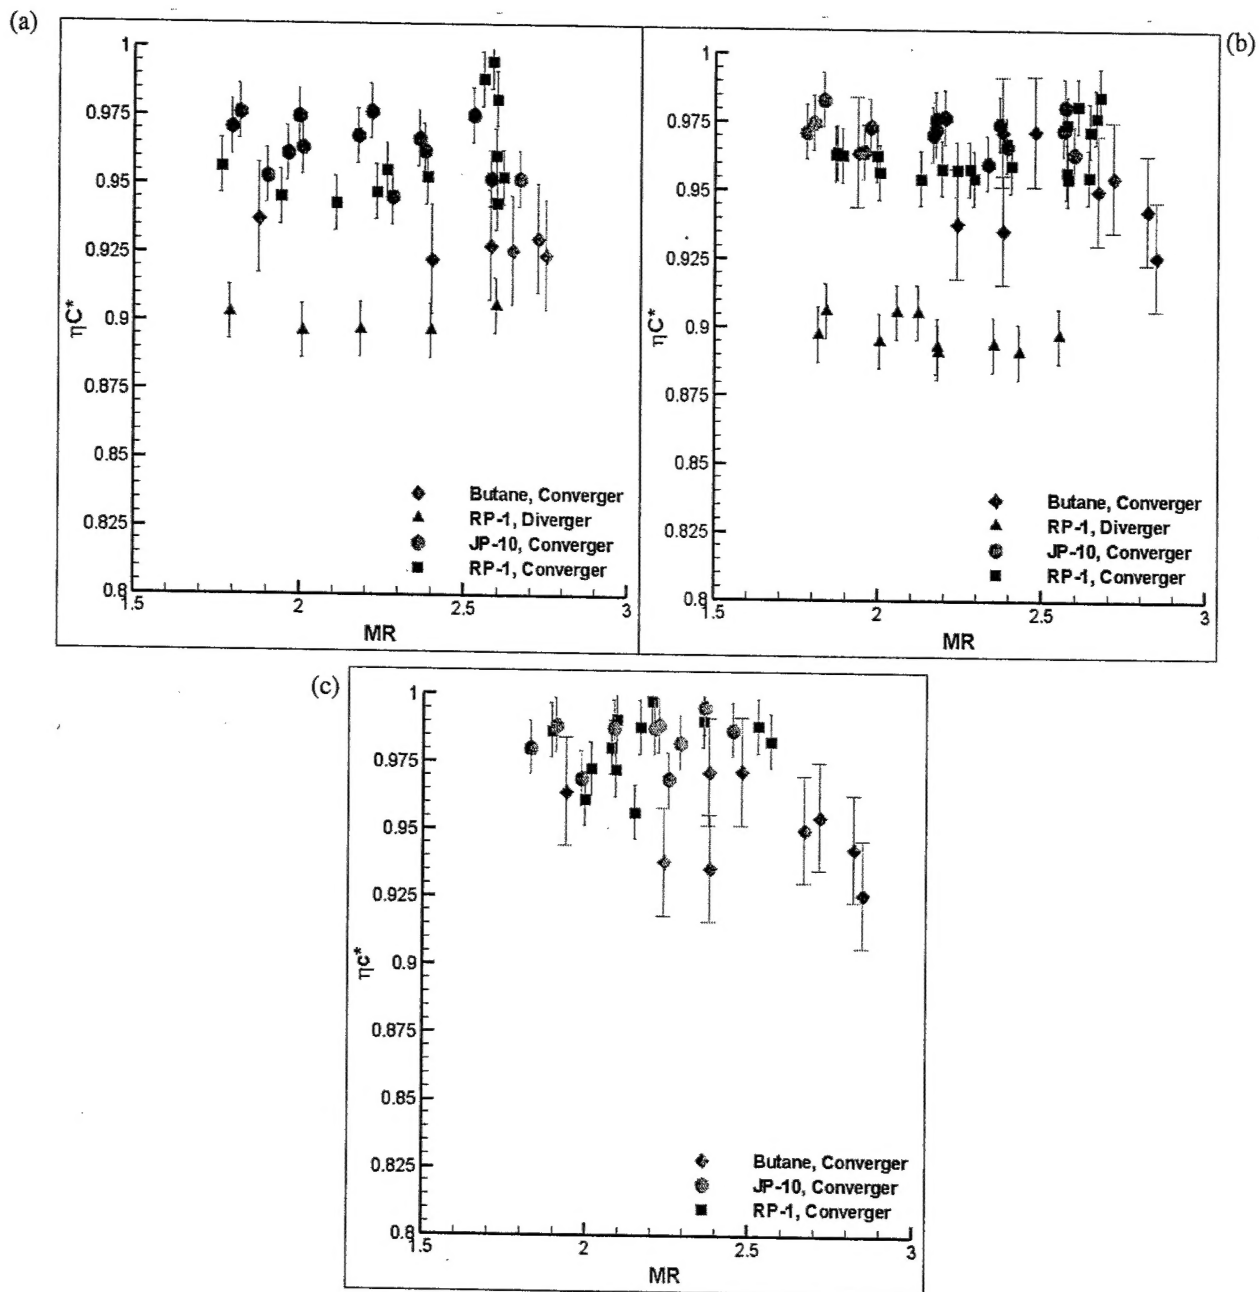 (a)
1
0.975
0.95
0.925
0.9
0.875
0.85
0.825
0.8
ηC*
1.5
2
2.5
3
MR
Butane, Converger
RP-1, Diverger
JP-10, Converger
RP-1, Converger
(b)
1
0.975
0.95
0.925
0.9
0.875
0.85
0.825
0.8
ηC*
1.5
2
2.5
3
MR
Butane, Converger
RP-1, Diverger
JP-10, Converger
RP-1, Converger
(c)
1
0.975
0.95
0.925
0.9
0.875
0.85
0.825
0.8
ηc*
1.5
2
2.5
3
MR
Butane, Converger
JP-10, Converger
RP-1, Converger